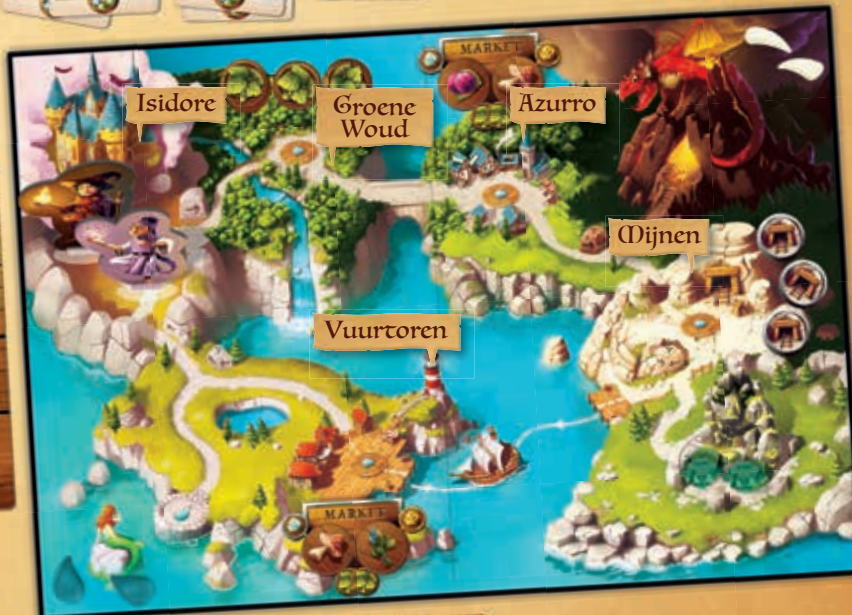 MARKET
Isidore
Groene
Woud
Azurro
Mijnen
Vuurtoren
MARKET